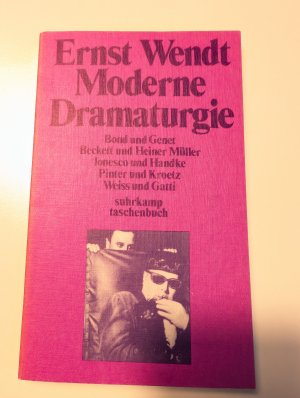 Ernst Wendt
Moderne
Dramaturgie
Bond und Genet
Beckett und Heiner Müller
Ionesco und Handke
Pinter und Kroetz
Weiss und Gatti
suhrkamp
taschenbuch